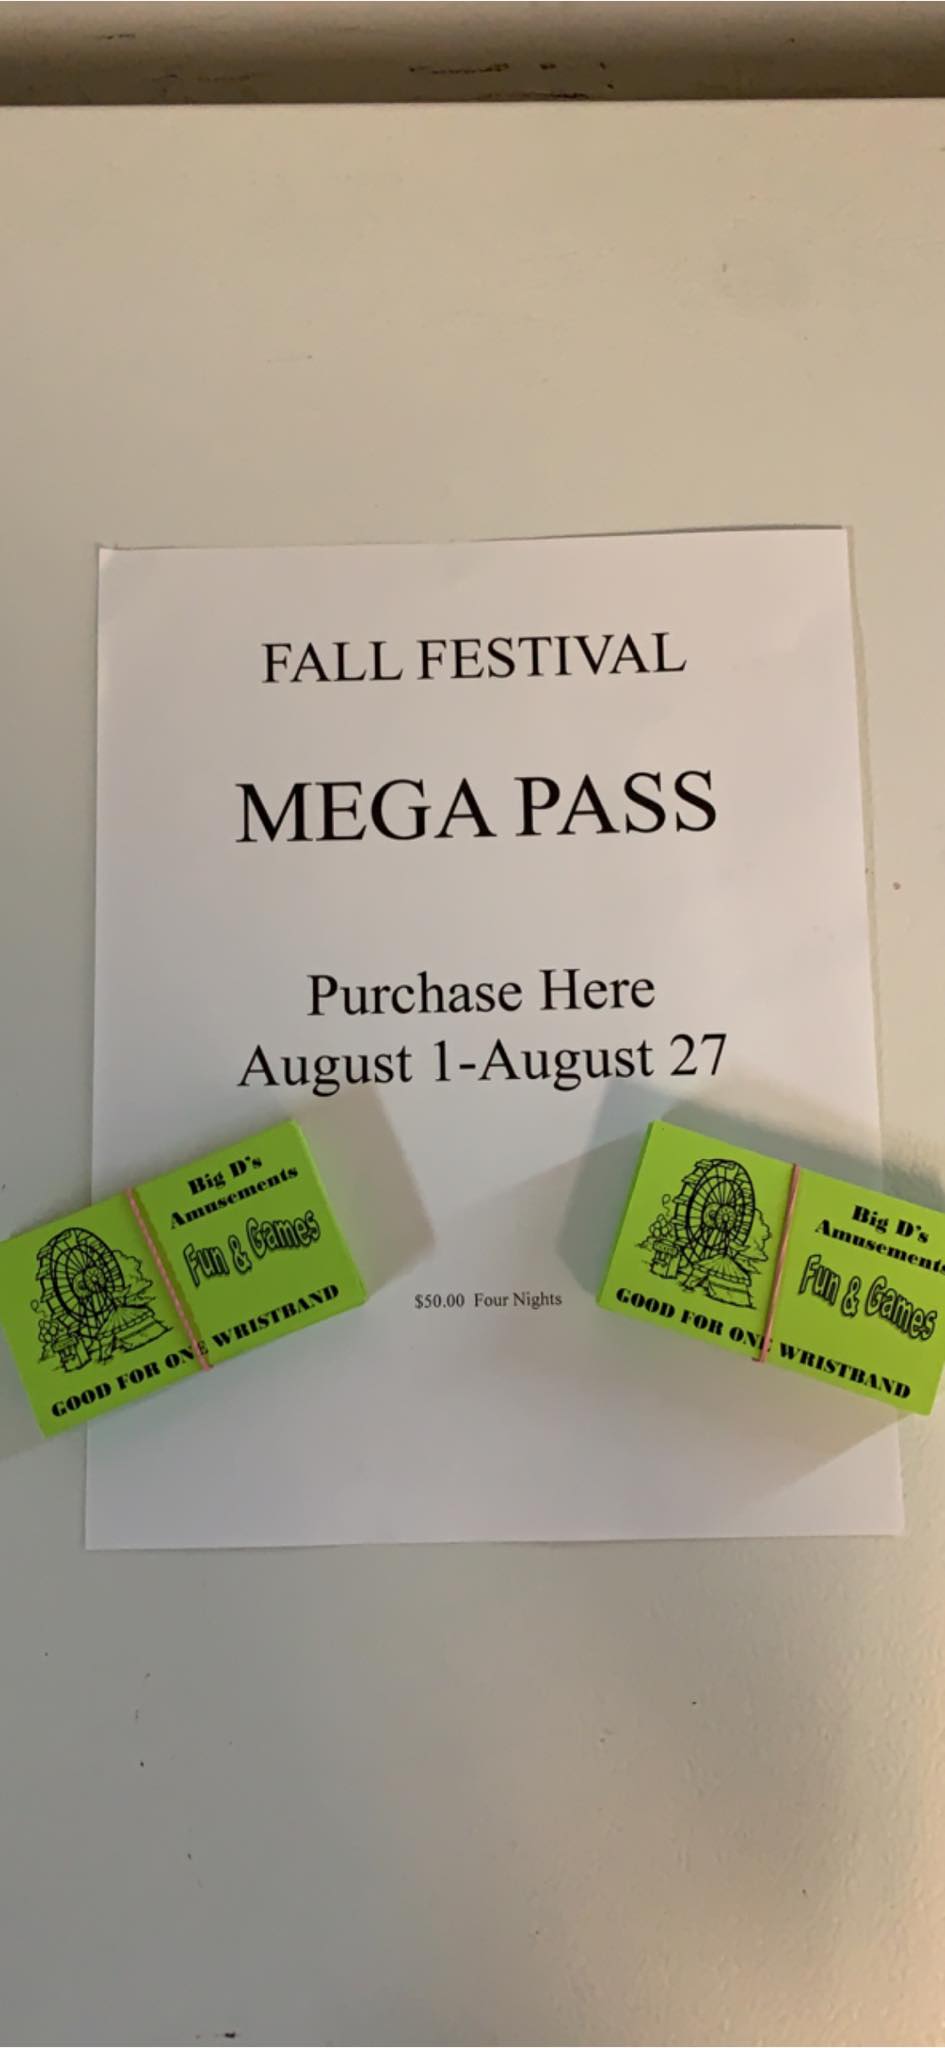 FALL FESTIVAL
MEGA PASS
Purchase Here
August 1-August 27
Big D's
Amusements
Fun & Games
GOOD FOR ONE WRISTBAND
$50.00 Four Nights
Big D's
Amusements
Fun & Games
GOOD FOR ONE WRISTBAND